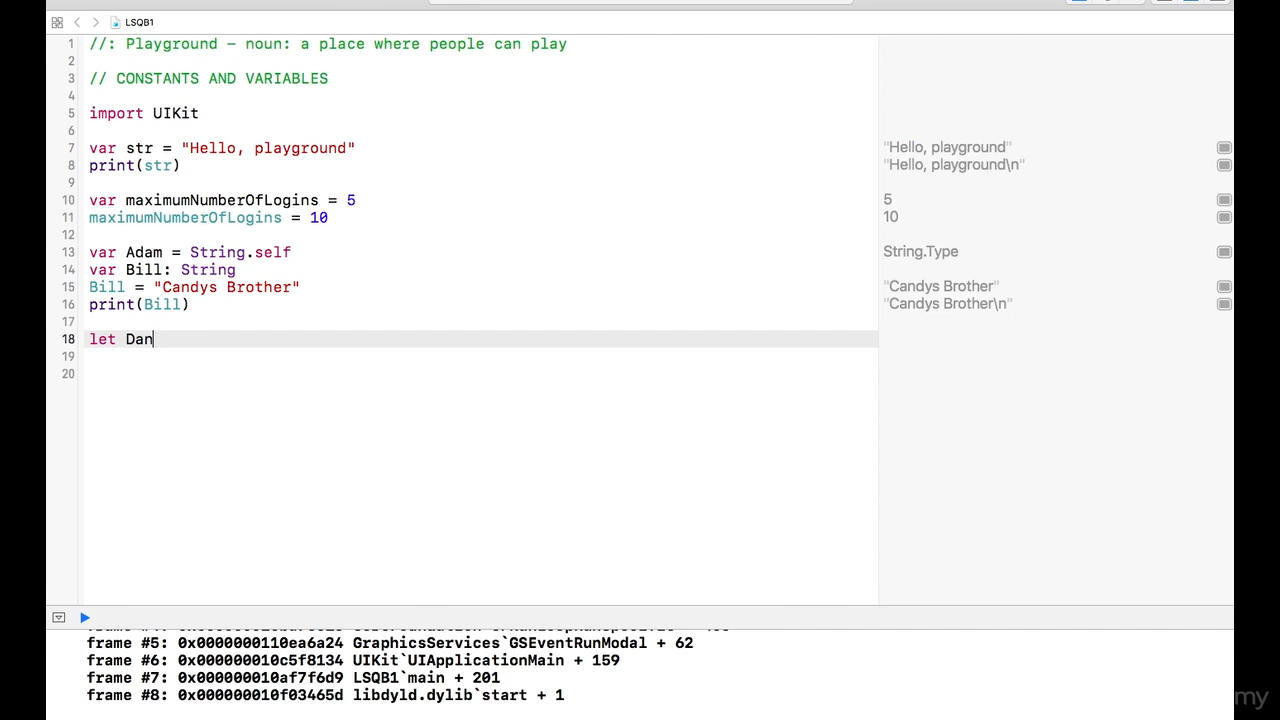 LSQB1
1 //: Playground – noun: a place where people can play
2
3 // CONSTANTS AND VARIABLES
4
5 import UIKit
6
7 var str = "Hello, playground" "Hello, playground"
8 print(str) "Hello, playground\n"
9
10 var maximumNumberOfLogins = 5 5
11 maximumNumberOfLogins = 10 10
12
13 var Adam = String.self String.Type
14 var Bill: String
15 Bill = "Candys Brother" "Candys Brother"
16 print(Bill) "Candys Brother\n"
17
18 let Dan
19
20
frame #5: 0x0000000110ea6a24 GraphicsServices`GSEventRunModal + 62
frame #6: 0x000000010c5f8134 UIKit`UIApplicationMain + 159
frame #7: 0x000000010af7f6d9 LSQB1`main + 201
frame #8: 0x000000010f03465d libdyld.dylib`start + 1
my